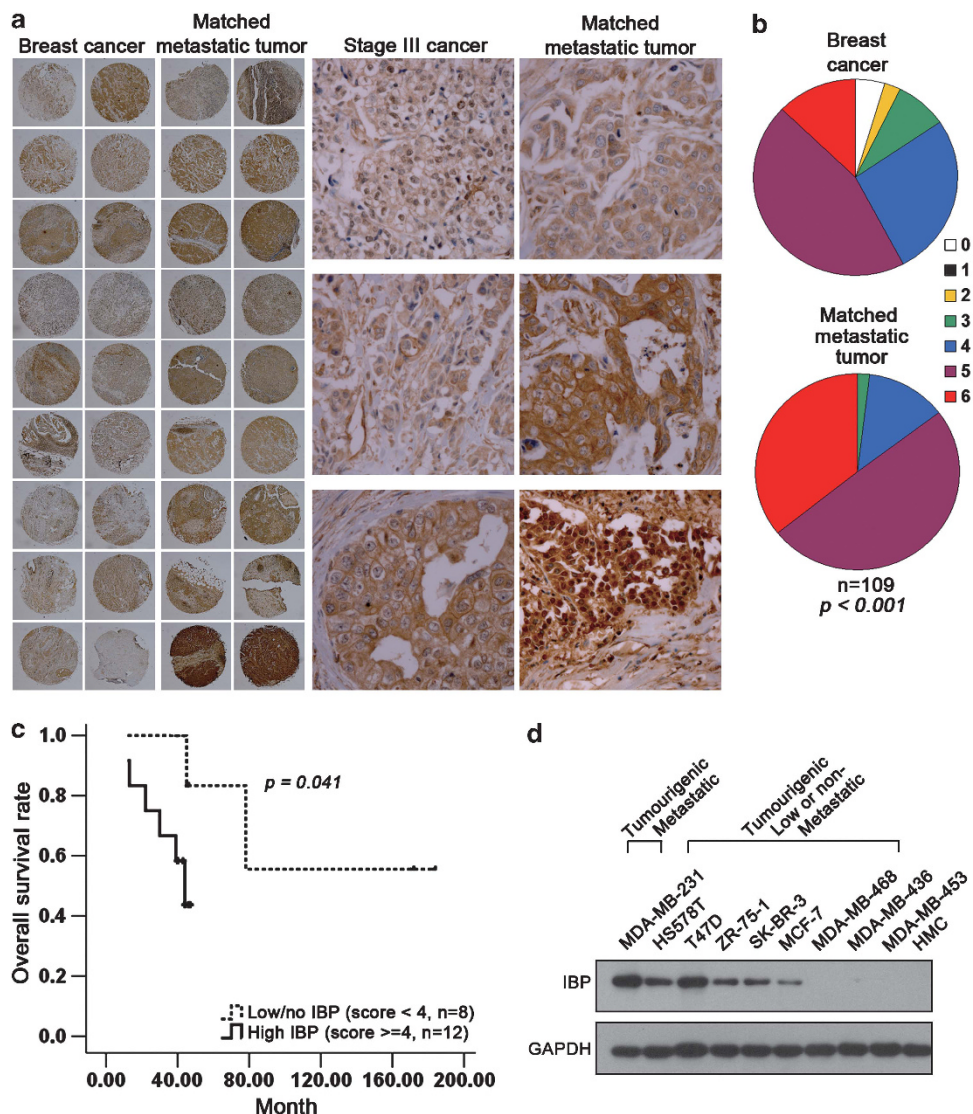 a
Breast cancer
Matched
metastatic tumor
Stage III cancer
Matched
metastatic tumor
b
Breast
cancer
0
1
2
3
4
5
6
Matched
metastatic
tumor
n=109
p < 0.001
c
Overall survival rate
1.0
0.8
0.6
0.4
0.2
0.0
p = 0.041
Low/no IBP (score < 4, n=8)
High IBP (score >=4, n=12)
0.00
40.00
80.00
120.00
160.00
200.00
Month
d
Tumourigenic
Metastatic
Tumourigenic
Low or non-
Metastatic
MDA-MB-231
HS578T
T47D
ZR-75-1
SK-BR-3
MCF-7
MDA-MB-468
MDA-MB-436
MDA-MB-453
HMC
IBP
GAPDH